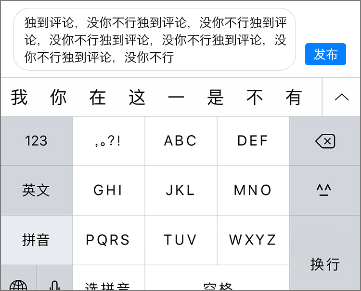 独到评论，没你不行独到评论，没你不行独到评
论，没你不行独到评论，没你不行独到评论，没
你不行独到评论，没你不行
发布
我 你 在 这 一 是 不 有
123 ,。?! ABC DEF
英文 GHI JKL MNO ^^
拼音 PQRS TUV WXYZ
换行
选拼音 空格